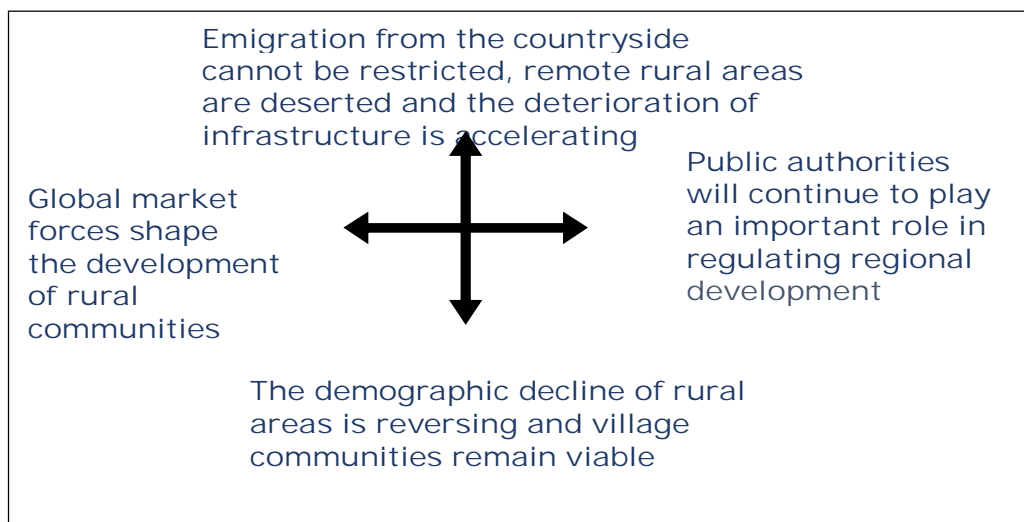 Emigration from the countryside
cannot be restricted, remote rural areas
are deserted and the deterioration of
infrastructure is accelerating
Global market
forces shape
the development
of rural
communities
Public authorities
will continue to play
an important role in
regulating regional
development
The demographic decline of rural
areas is reversing and village
communities remain viable